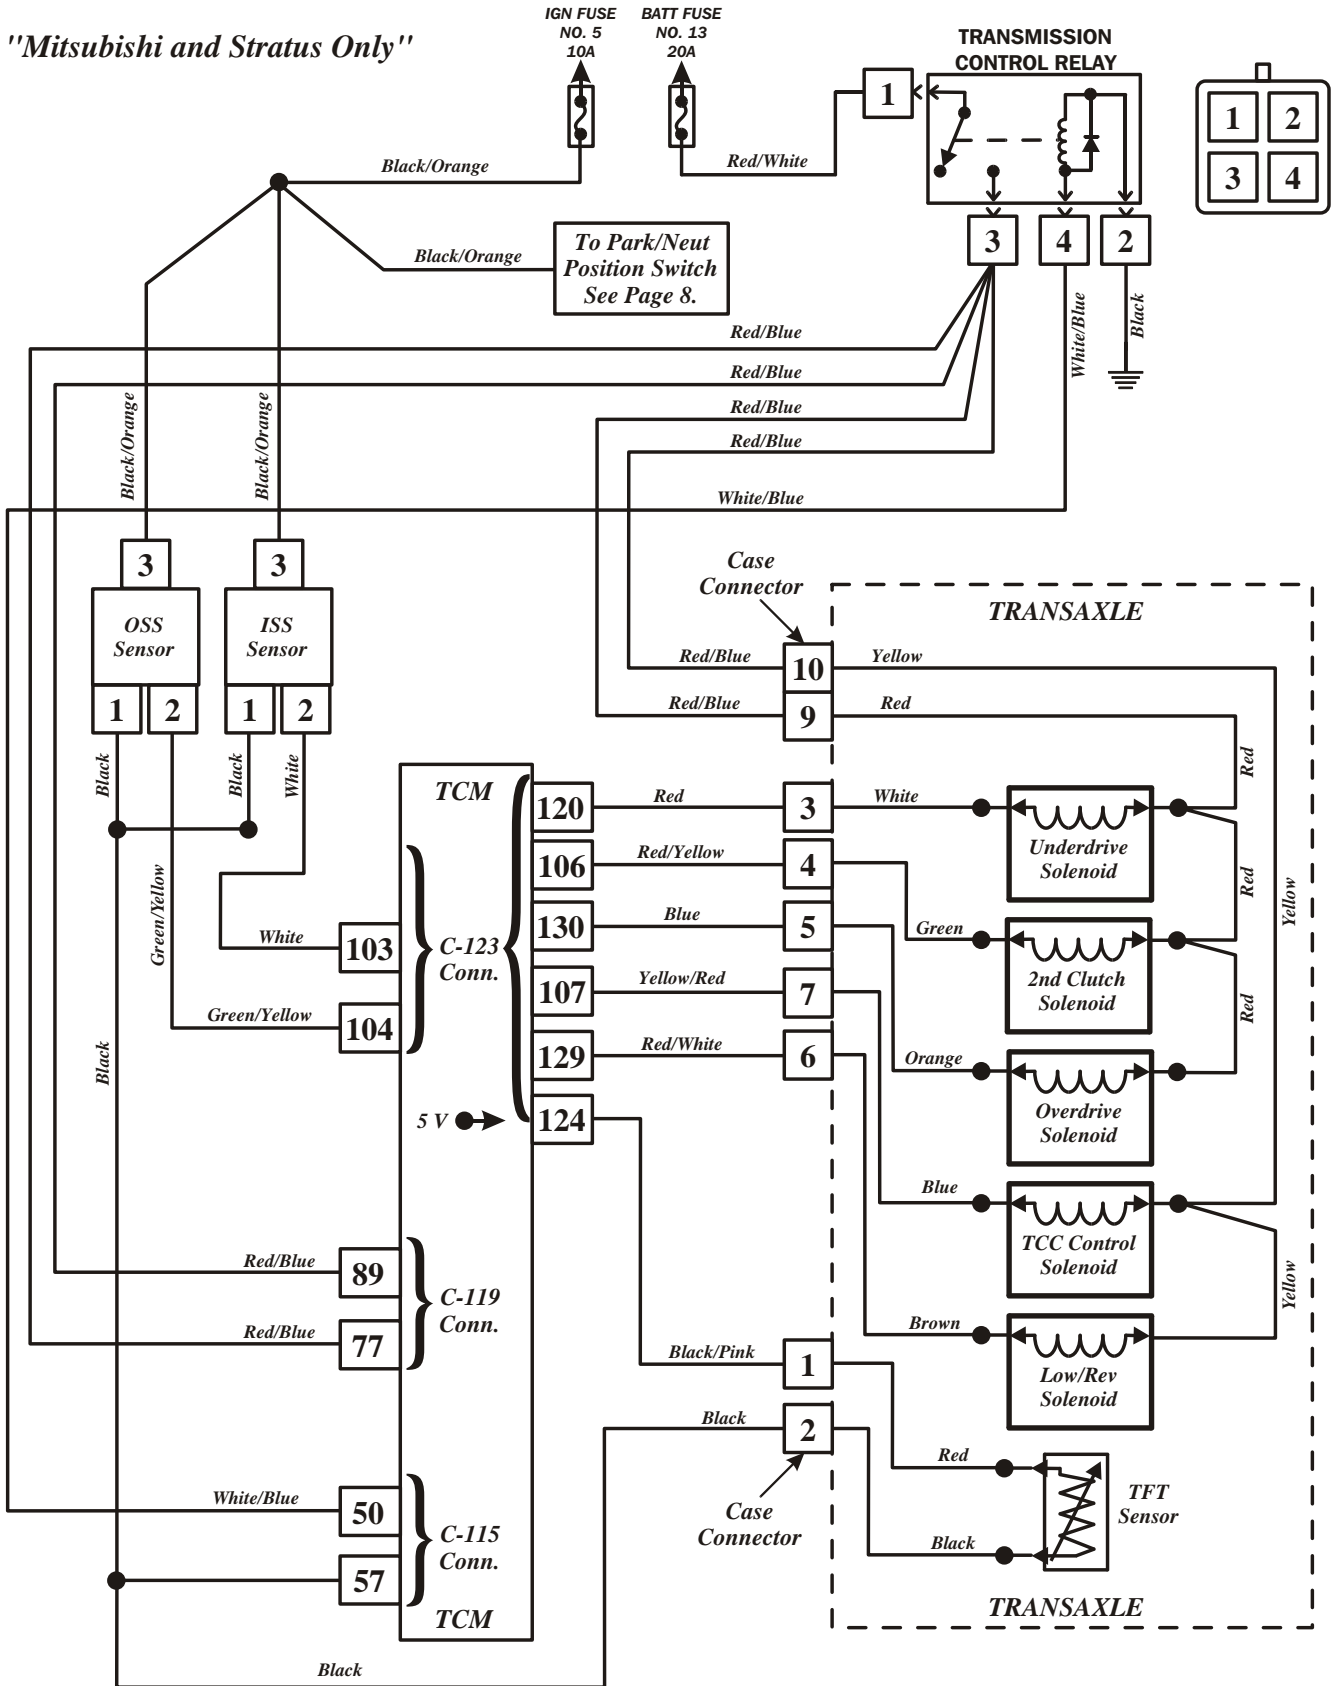 "Mitsubishi and Stratus Only"
IGN FUSE
NO. 5
10A
BATT FUSE
NO. 13
20A
TRANSMISSION
CONTROL RELAY
1
1
2
3
4
Black/Orange
Red/White
To Park/Neut
Position Switch
See Page 8.
Black/Orange
3
4
2
White/Blue
Black
Red/Blue
Red/Blue
Red/Blue
Red/Blue
White/Blue
Black/Orange
Black/Orange
3
3
OSS
Sensor
ISS
Sensor
1
2
1
2
Black
Black
White
Green/Yellow
Black
Case
Connector
TRANSAXLE
Red/Blue
10
Yellow
Red/Blue
9
Red
Red
Red
Red
Yellow
Yellow
TCM
120
Red
3
White
Underdrive
Solenoid
106
Red/Yellow
4
Green
2nd Clutch
Solenoid
White
103
C-123
Conn.
130
Blue
5
Orange
Overdrive
Solenoid
Green/Yellow
104
107
Yellow/Red
7
Blue
TCC Control
Solenoid
129
Red/White
6
Brown
Low/Rev
Solenoid
5 V
124
Black/Pink
1
Red
Red/Blue
89
C-119
Conn.
Red/Blue
77
Black
2
Black
TFT
Sensor
Case
Connector
White/Blue
50
C-115
Conn.
57
TCM
TRANSAXLE
Black